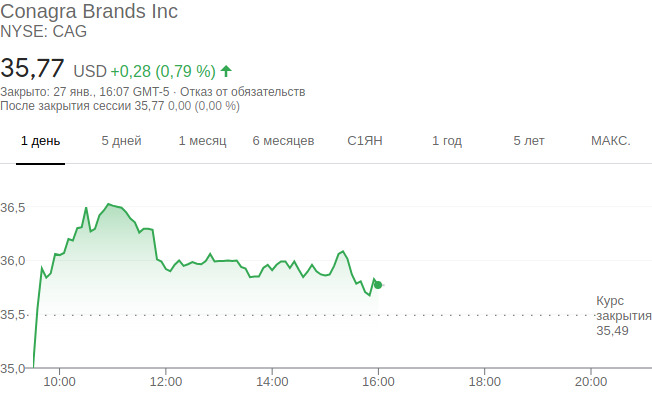 Conagra Brands Inc
NYSE: CAG
35,77 USD +0,28 (0,79 %)
Закрыто: 27 янв., 16:07 GMT-5 · Отказ от обязательств
После закрытия сессии 35,77 0,00 (0,00 %)
1 день 5 дней 1 месяц 6 месяцев С1ЯН 1 год 5 лет МАКС.
36,5
36,0
35,5
35,0
Курс
закрытия
35,49
10:00 12:00 14:00 16:00 18:00 20:00